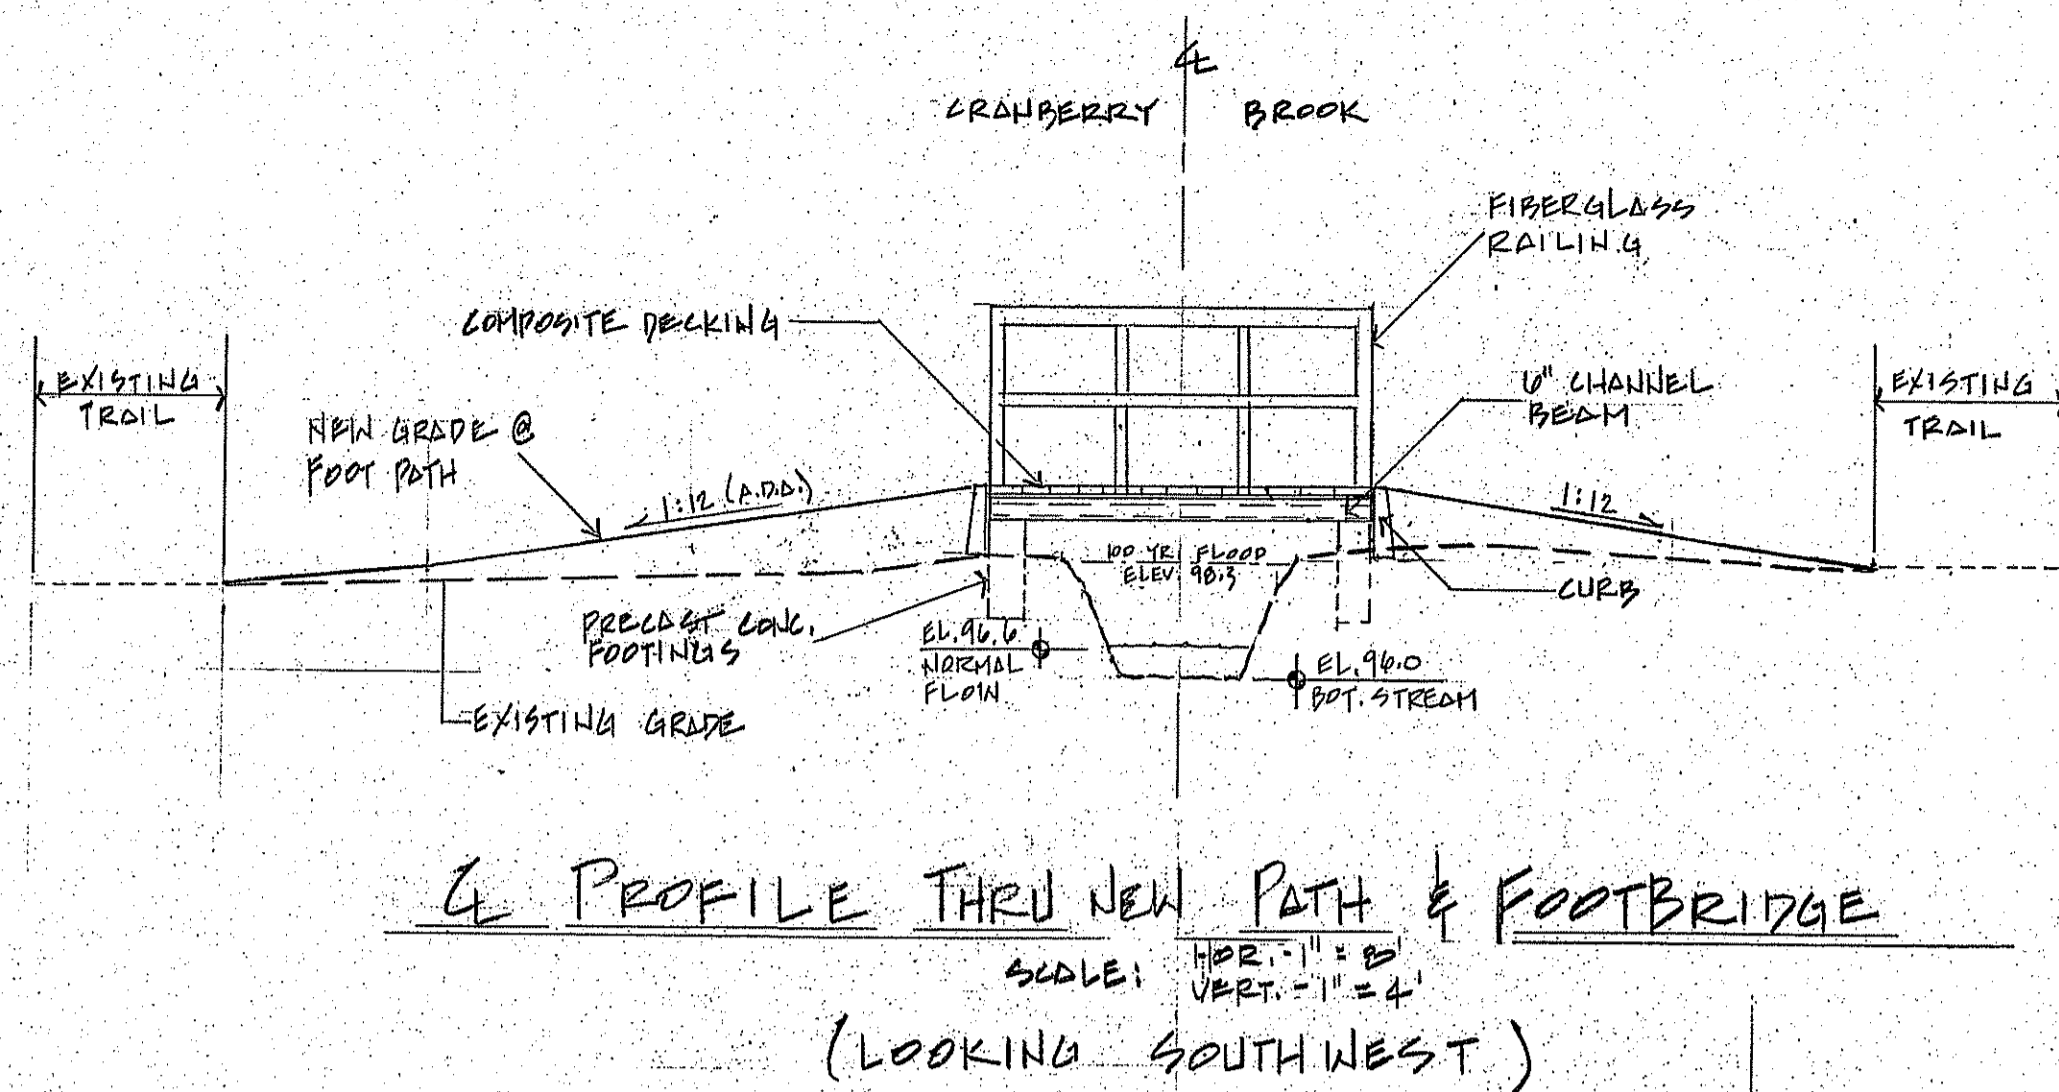 ℄
CRANBERRY BROOK
FIBERGLASS
RAILING
COMPOSITE DECKING
EXISTING
TRAIL
6" CHANNEL
BEAM
EXISTING
TRAIL
NEW GRADE @
FOOT PATH
1:12 (A.D.A.)
1:12
100 YR. FLOOD
ELEV. 98.3
CURB
PRECAST CONC.
FOOTINGS
EL. 96.6
NORMAL
FLOW
EL. 96.0
BOT. STREAM
EXISTING GRADE
℄ PROFILE THRU NEW PATH & FOOTBRIDGE
SCALE: HOR. - 1" = 8'
VERT. - 1" = 4'
(LOOKING SOUTHWEST)